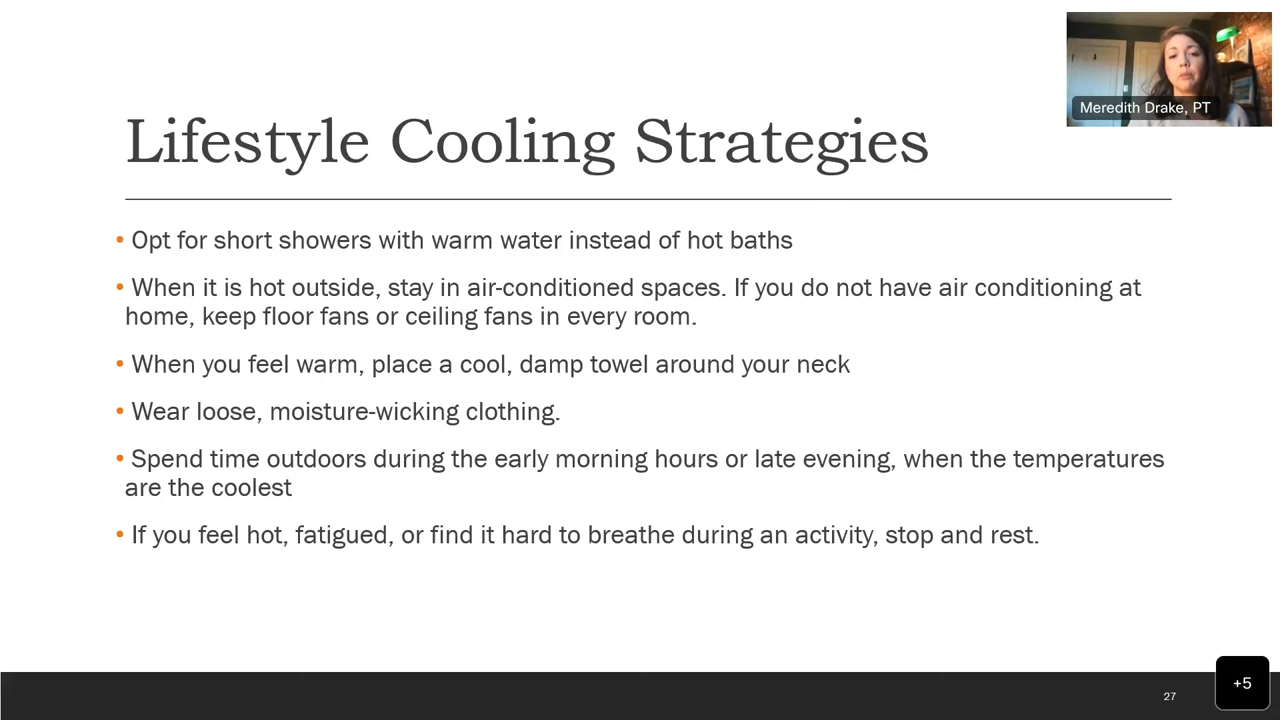 Meredith Drake, PT
Lifestyle Cooling Strategies
• Opt for short showers with warm water instead of hot baths
• When it is hot outside, stay in air-conditioned spaces. If you do not have air conditioning at
home, keep floor fans or ceiling fans in every room.
• When you feel warm, place a cool, damp towel around your neck
• Wear loose, moisture-wicking clothing.
• Spend time outdoors during the early morning hours or late evening, when the temperatures
are the coolest
• If you feel hot, fatigued, or find it hard to breathe during an activity, stop and rest.
27
+5